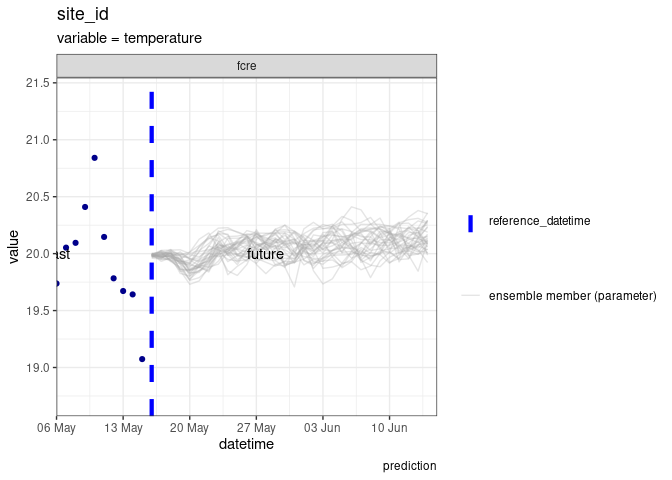 site_id
variable = temperature
fcre
21.5
21.0
20.5
20.0
19.5
19.0
value
ast
future
reference_datetime
ensemble member (parameter)
06 May
13 May
20 May
27 May
03 Jun
10 Jun
datetime
prediction